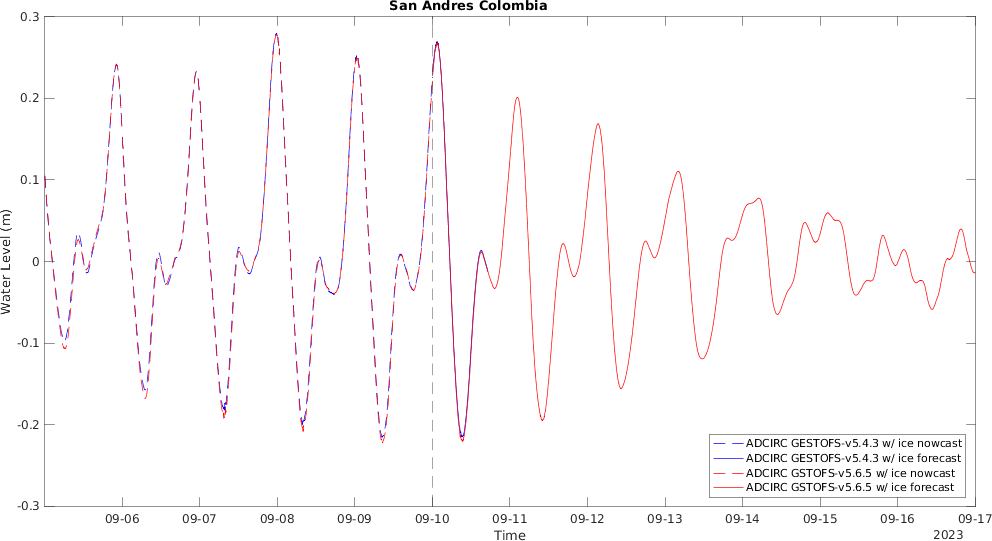 San Andres Colombia
Water Level (m)
0.3
0.2
0.1
0
-0.1
-0.2
-0.3
ADCIRC GESTOFS-v5.4.3 w/ ice nowcast
ADCIRC GESTOFS-v5.4.3 w/ ice forecast
ADCIRC GSTOFS-v5.6.5 w/ ice nowcast
ADCIRC GSTOFS-v5.6.5 w/ ice forecast
09-06 09-07 09-08 09-09 09-10 09-11 09-12 09-13 09-14 09-15 09-16 09-17
Time
2023